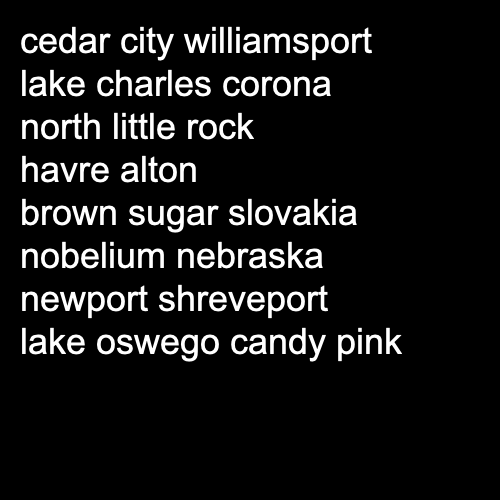 cedar city williamsport
lake charles corona
north little rock
havre alton
brown sugar slovakia
nobelium nebraska
newport shreveport
lake oswego candy pink